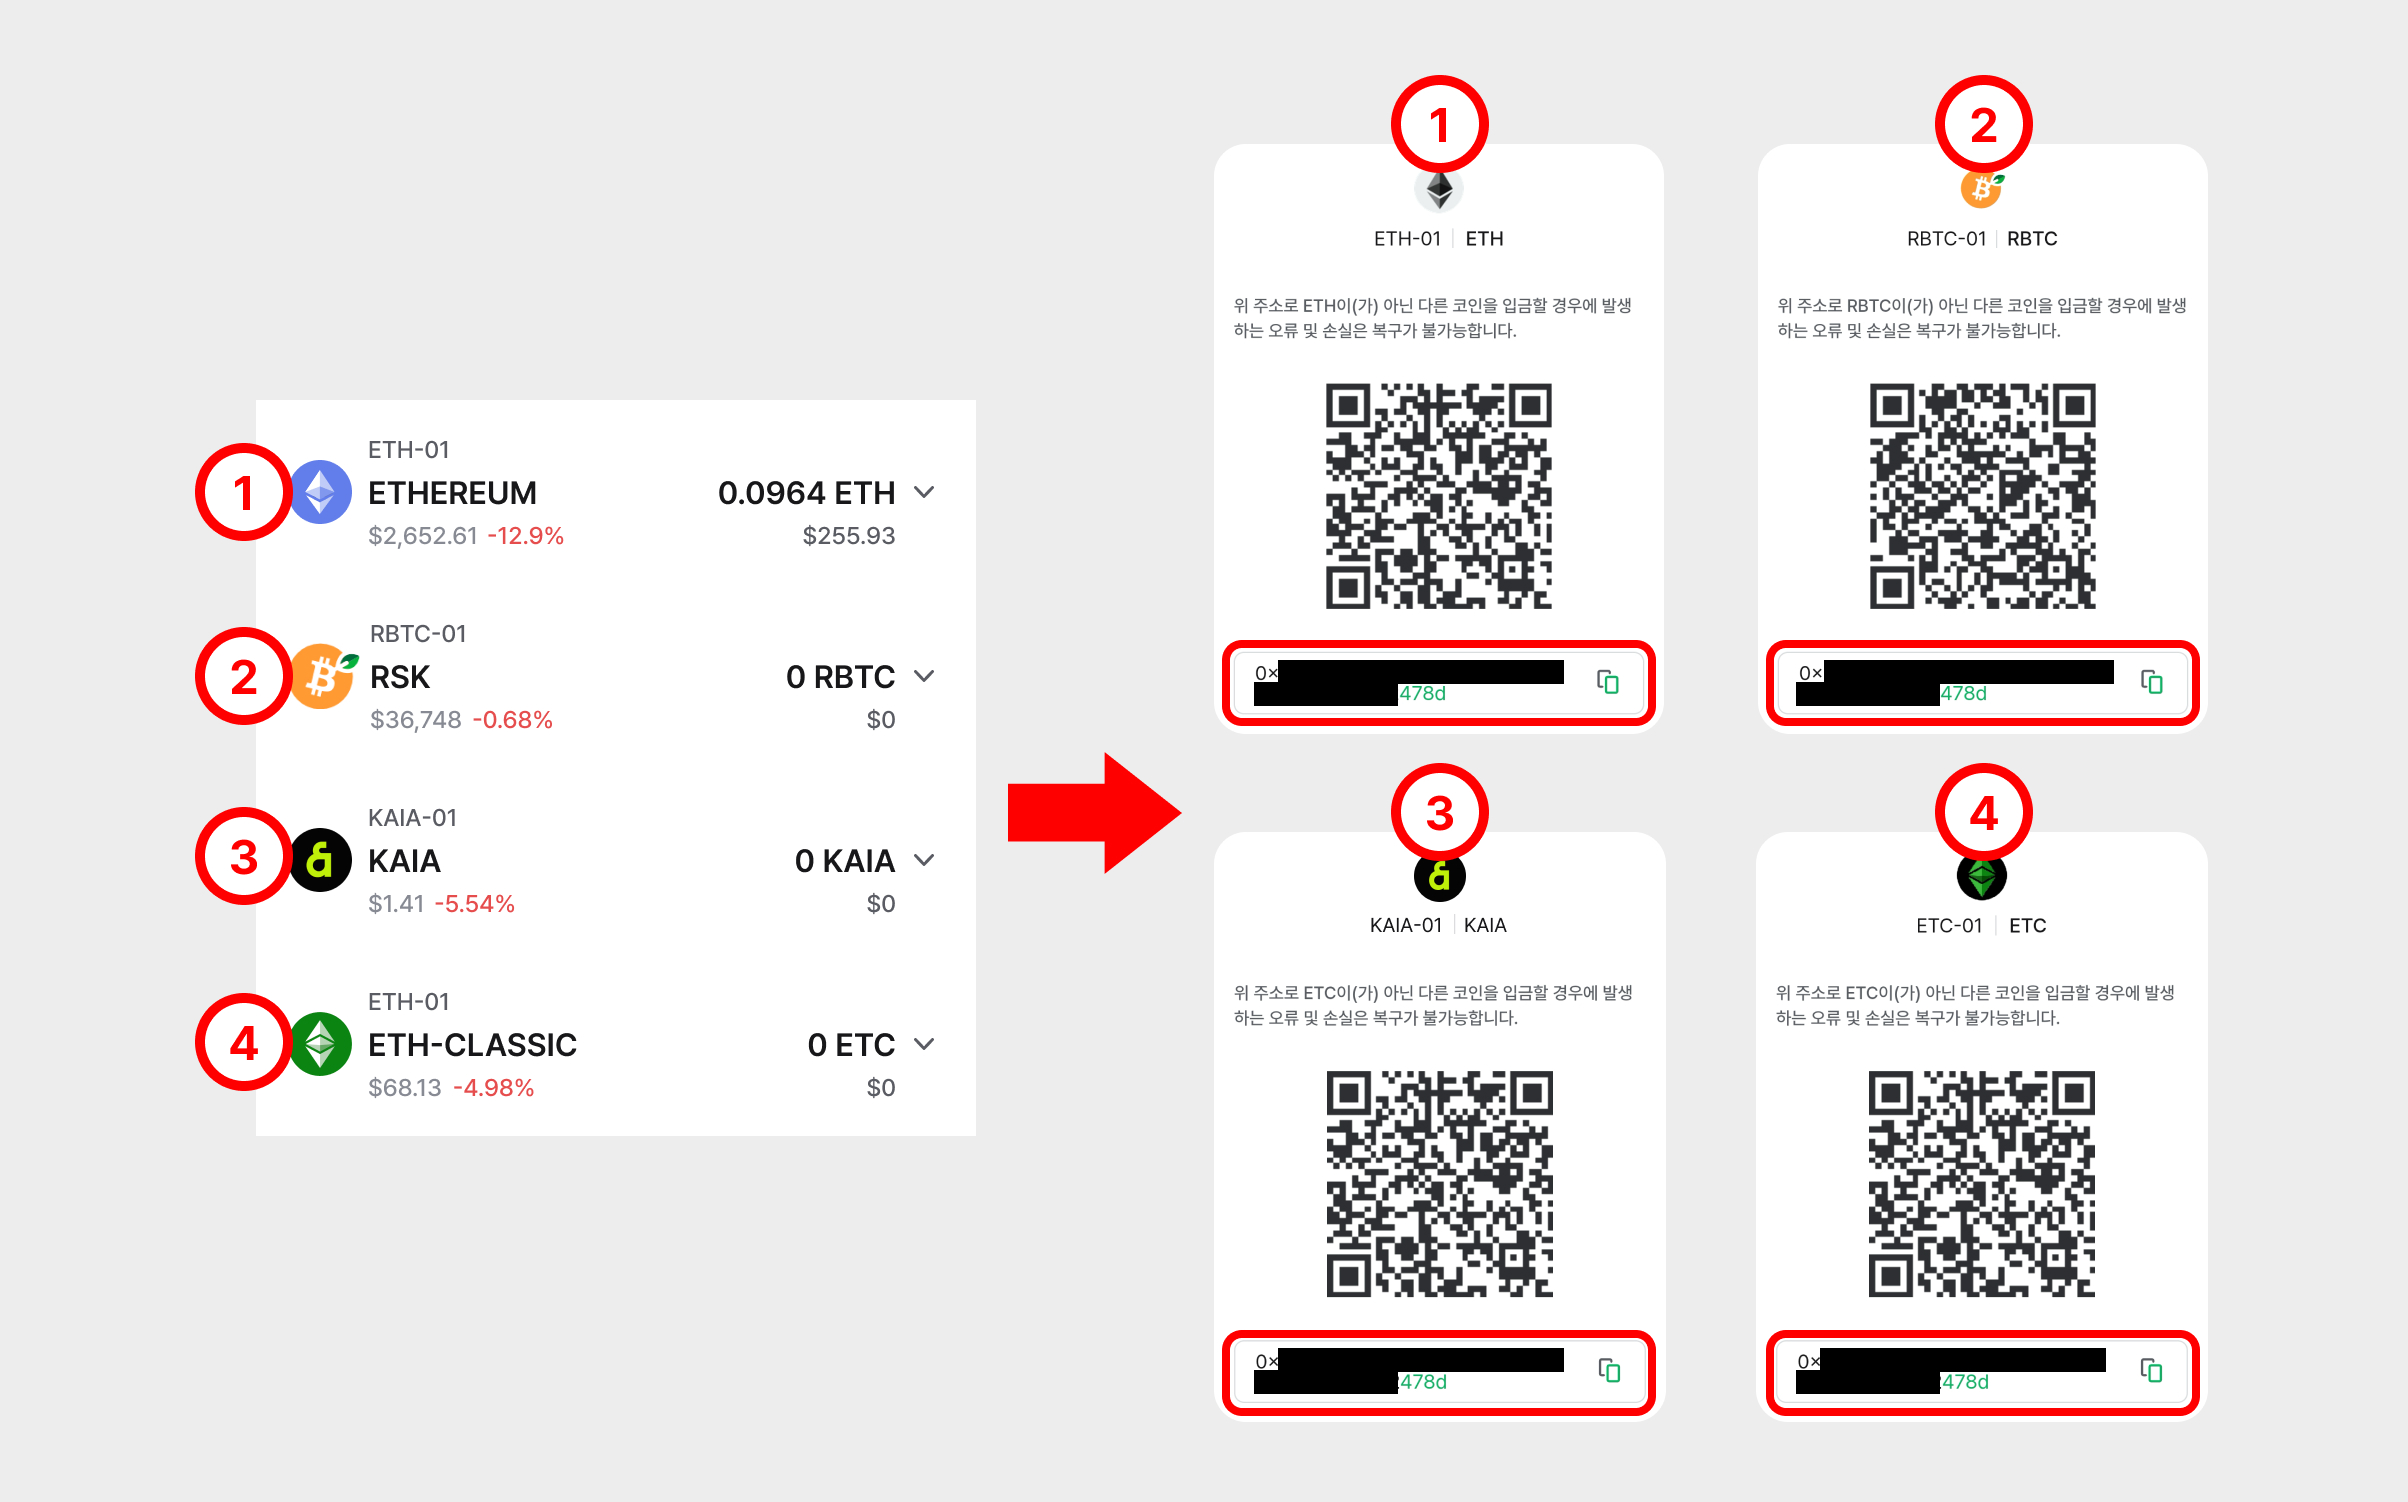 1
ETH-01
ETHEREUM
0.0964 ETH
$2,652.61 -12.9%
$255.93
2
RBTC-01
RSK
0 RBTC
$36,748 -0.68%
$0
3
KAIA-01
KAIA
0 KAIA
$1.41 -5.54%
$0
4
ETH-01
ETH-CLASSIC
0 ETC
$68.13 -4.98%
$0
1
ETH-01 | ETH
위 주소로 ETH이(가) 아닌 다른 코인을 입금할 경우에 발생
하는 오류 및 손실은 복구가 불가능합니다.
0x
478d
2
RBTC-01 | RBTC
위 주소로 RBTC이(가) 아닌 다른 코인을 입금할 경우에 발생
하는 오류 및 손실은 복구가 불가능합니다.
0x
478d
3
KAIA-01 | KAIA
위 주소로 ETC이(가) 아닌 다른 코인을 입금할 경우에 발생
하는 오류 및 손실은 복구가 불가능합니다.
0x
478d
4
ETC-01 | ETC
위 주소로 ETC이(가) 아닌 다른 코인을 입금할 경우에 발생
하는 오류 및 손실은 복구가 불가능합니다.
0x
478d